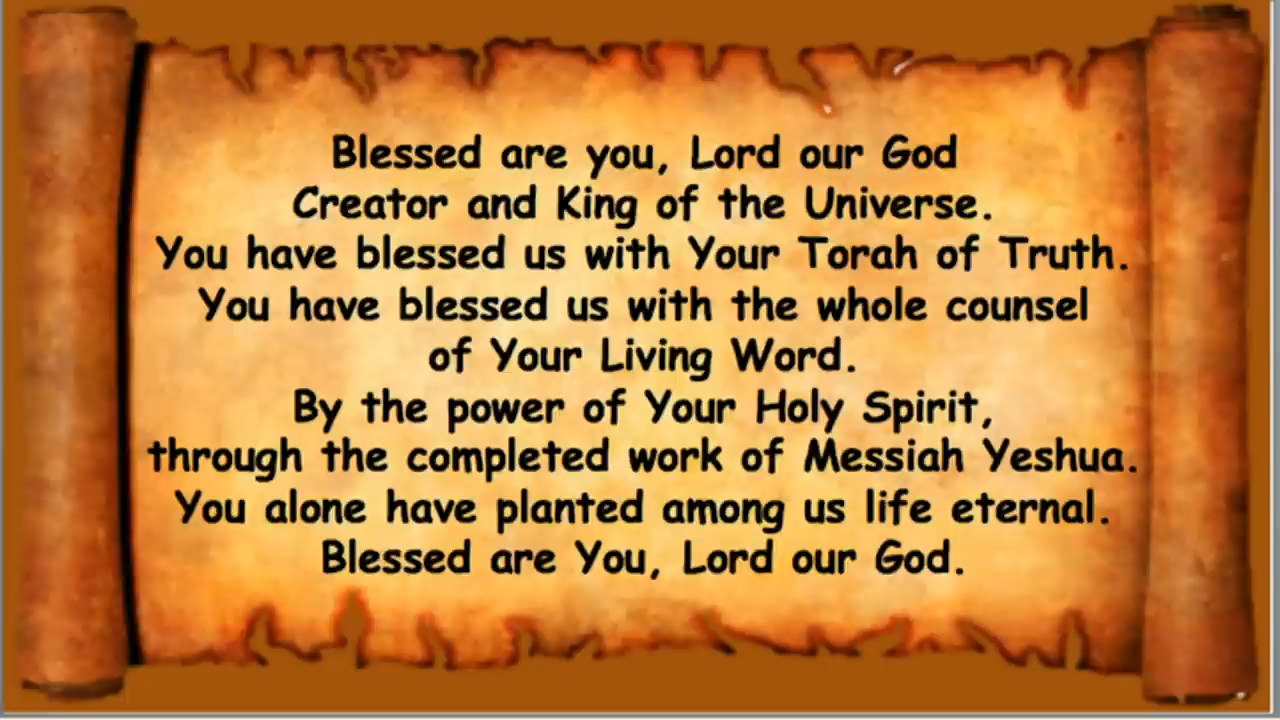 Blessed are you, Lord our God
Creator and King of the Universe.
You have blessed us with Your Torah of Truth.
You have blessed us with the whole counsel
of Your Living Word.
By the power of Your Holy Spirit,
through the completed work of Messiah Yeshua.
You alone have planted among us life eternal.
Blessed are You, Lord our God.